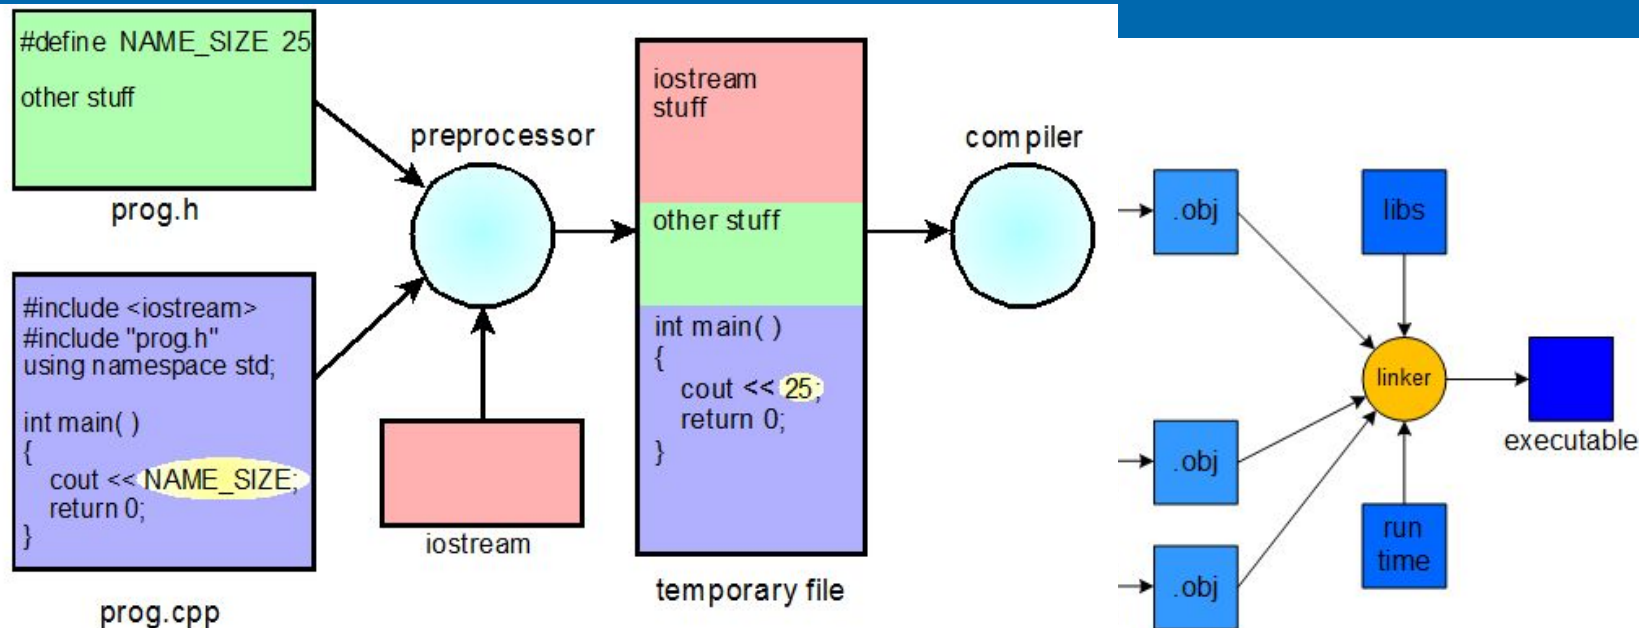 #define NAME_SIZE 25
other stuff
prog.h
#include <iostream>
#include "prog.h"
using namespace std;
int main( )
{
cout << NAME_SIZE;
return 0;
}
prog.cpp
preprocessor
iostream
iostream
stuff
other stuff
int main( )
{
cout << 25;
return 0;
}
temporary file
compiler
.obj
.obj
.obj
libs
linker
run
time
executable